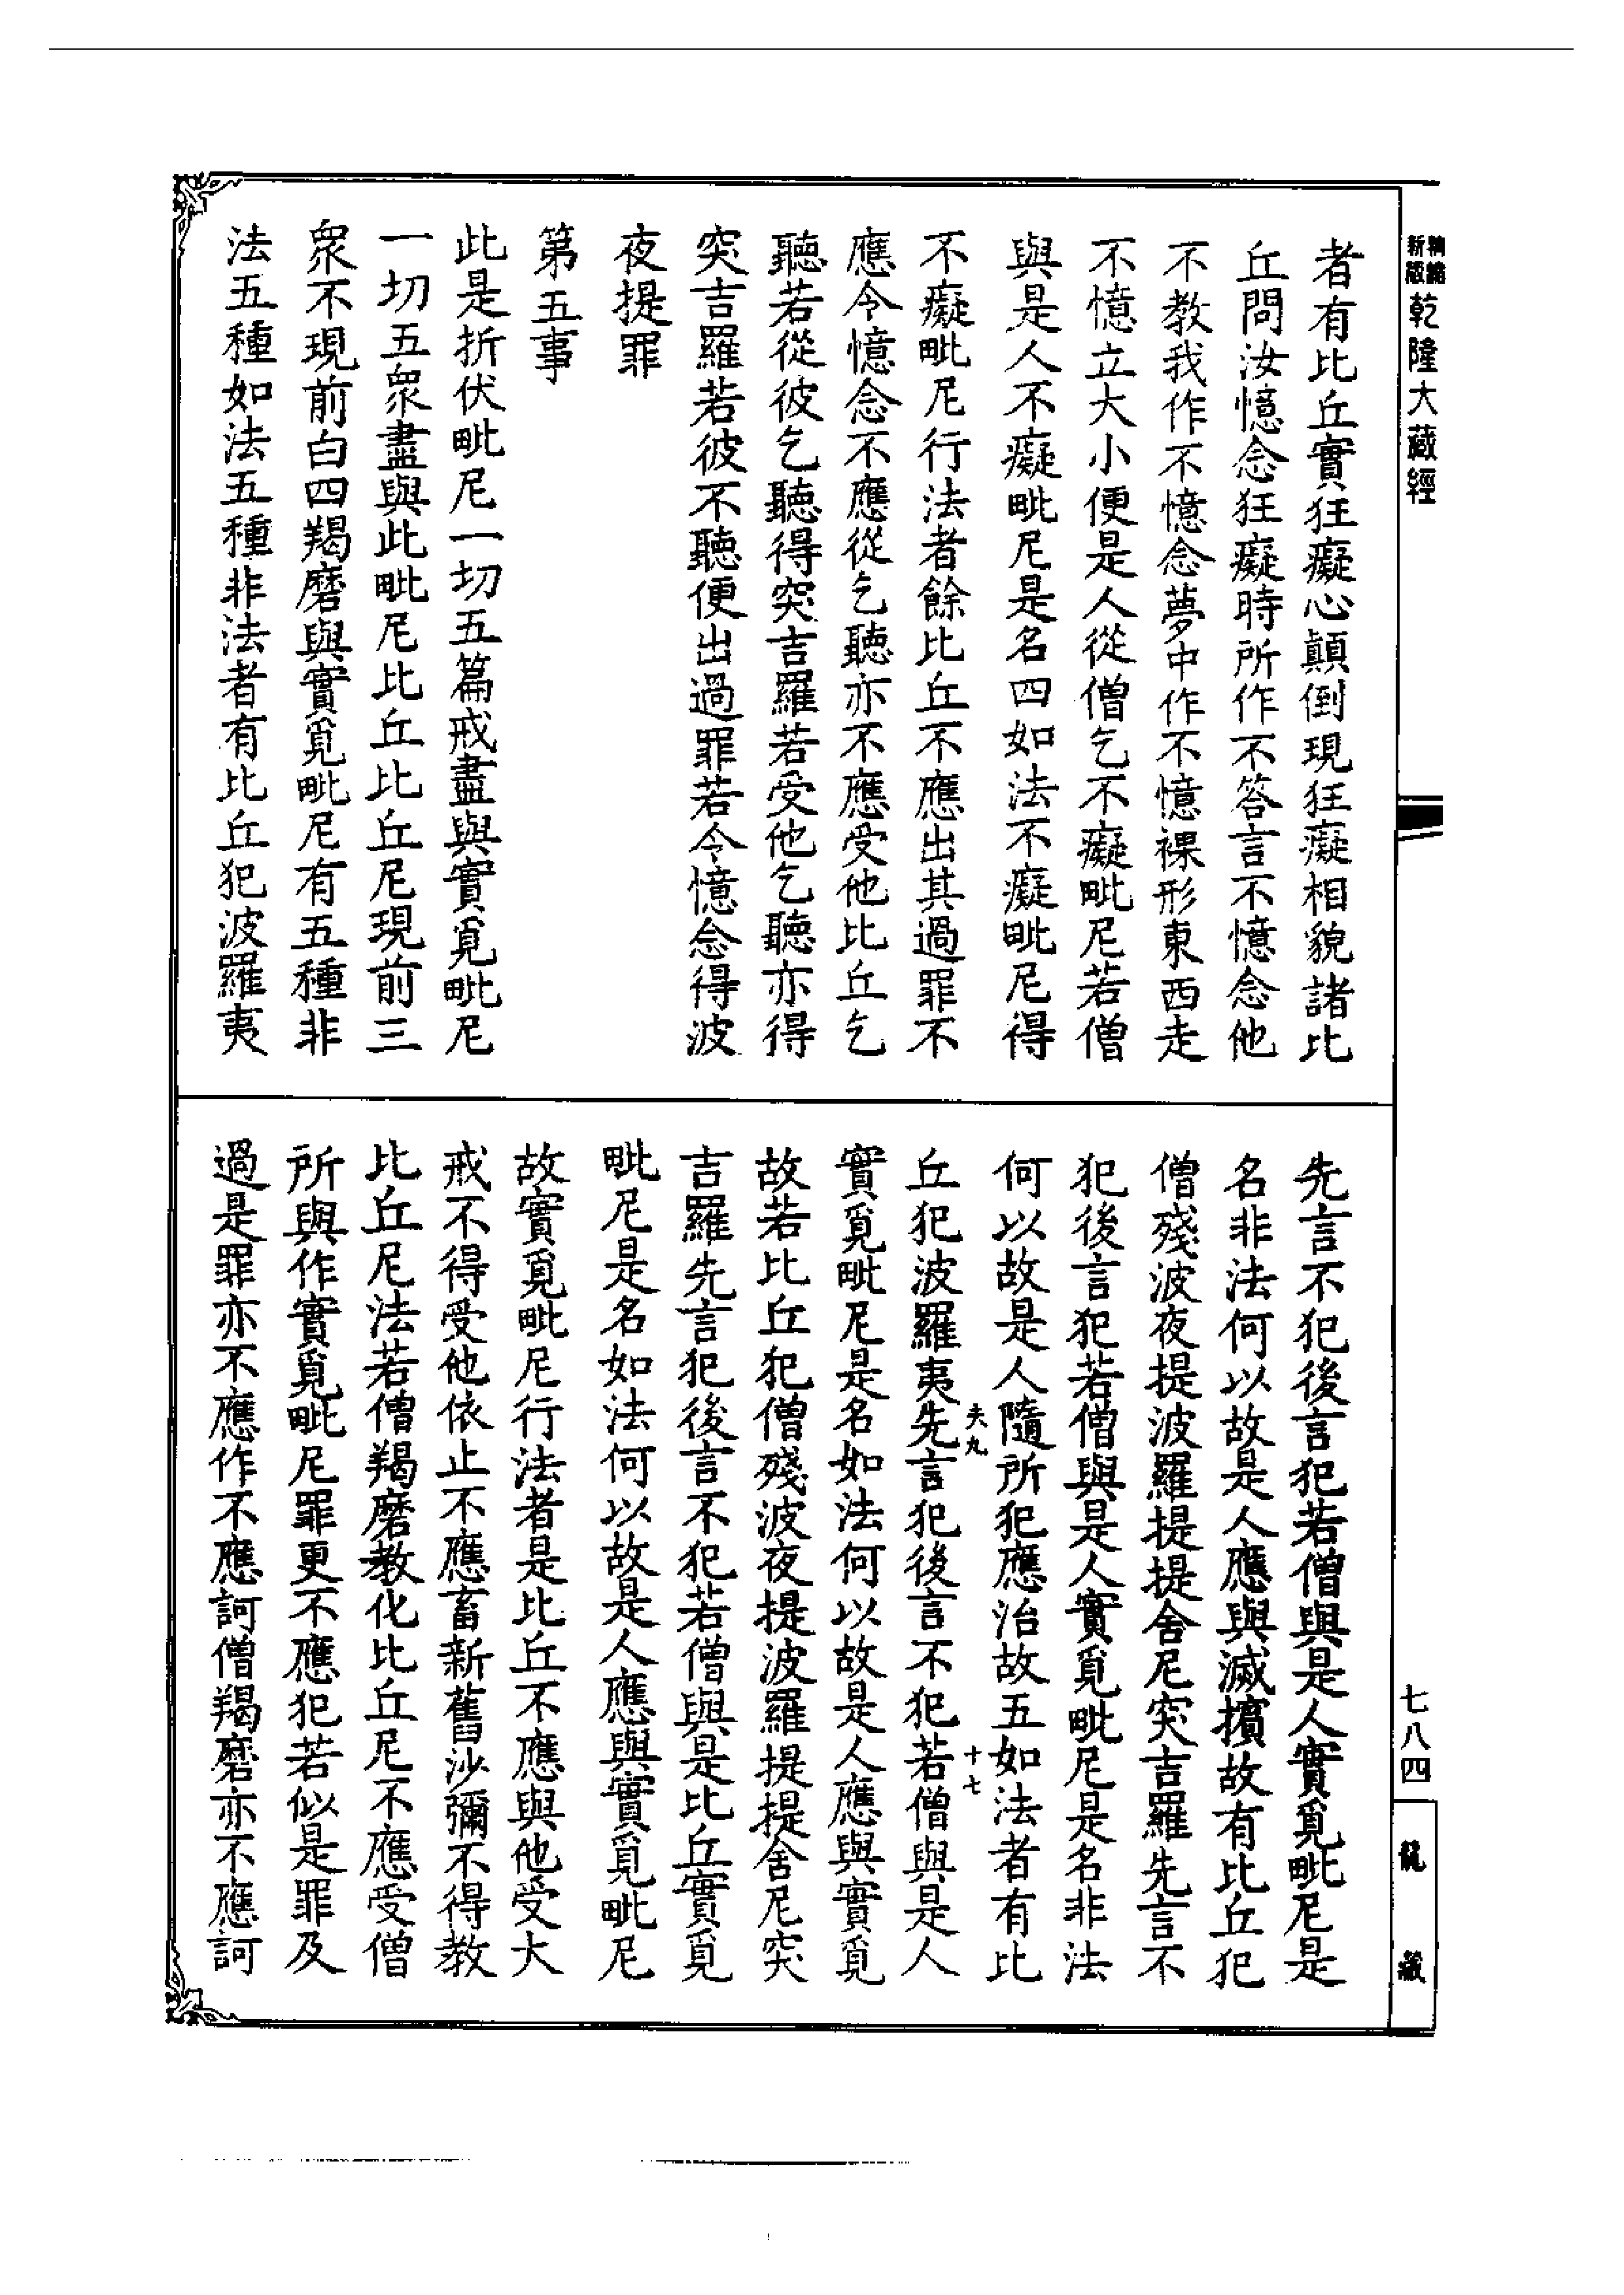 新編縮版
乾隆大藏經
者有比丘實狂癡心顛倒現狂癡相貌諸比
丘問汝憶念狂癡時所作不答言不憶念他
不教我作不憶念夢中作不憶裸形東西走
不憶立大小便是人從僧乞不癡毗尼若僧
與是人不癡毗尼是名四如法不癡毗尼得
不癡毗尼行法者餘比丘不應出其過罪不
應令憶念不應從乞聽亦不應受他比丘乞
聽若從彼乞聽得突吉羅若受他乞聽亦得
突吉羅若彼不聽便出過罪若令憶念得波
夜提罪
第五事
此是折伏毗尼一切五篇戒盡與實覓毗尼
一切五衆盡與此毗尼比丘比丘尼現前三
衆不現前白四羯磨與實覓毗尼有五種非
法五種如法五種非法者有比丘犯波羅夷
先言不犯後言犯若僧與是人實覓毗尼是
名非法何以故是人應與滅擯故有比丘犯
僧殘波夜提波羅提提舍尼突吉羅先言不
犯後言犯若僧與是人實覓毗尼是名非法
何以故是人隨所犯應治故五如法者有比
夫九
十七
丘犯波羅夷先言犯後言不犯若僧與是人
實覓毗尼是名如法何以故是人應與實覓
故若比丘犯僧殘波夜提波羅提提舍尼突
吉羅先言犯後言不犯若僧與是比丘實覓
毗尼是名如法何以故是人應與實覓毗尼
故實覓毗尼行法者是比丘不應與他受大
戒不得受他依止不應畜新舊沙彌不得教
比丘尼法若僧羯磨教化比丘尼不應受僧
所與作實覓毗尼罪更不應犯若似是罪及
過是罪亦不應作不應訶僧羯磨亦不應訶
七八四
龍藏